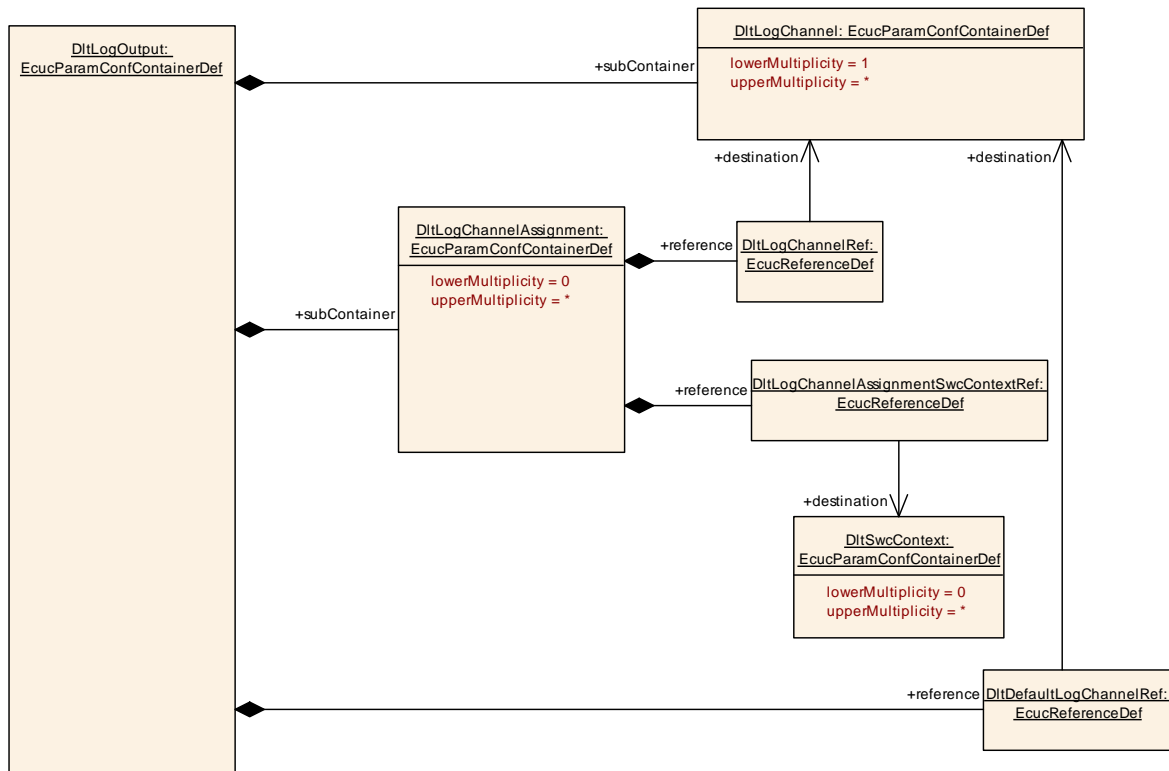 DltLogOutput:
EcucParamConfContainerDef
DltLogChannel: EcucParamConfContainerDef
lowerMultiplicity = 1
upperMultiplicity = *
+subContainer
+destination
+destination
DltLogChannelAssignment:
EcucParamConfContainerDef
lowerMultiplicity = 0
upperMultiplicity = *
+reference
DltLogChannelRef:
EcucReferenceDef
+subContainer
+reference
DltLogChannelAssignmentSwcContextRef:
EcucReferenceDef
+destination
DltSwcContext:
EcucParamConfContainerDef
lowerMultiplicity = 0
upperMultiplicity = *
+reference
DltDefaultLogChannelRef:
EcucReferenceDef